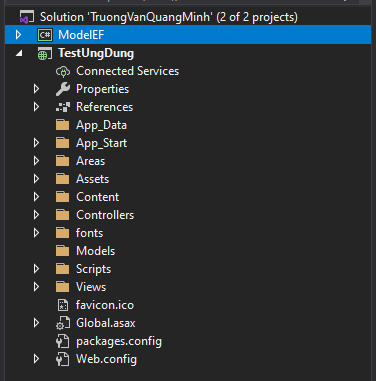 Solution 'TruongVanQuangMinh' (2 of 2 projects)
C# ModelEF
TestUngDung
Connected Services
Properties
References
App_Data
App_Start
Areas
Assets
Content
Controllers
fonts
Models
Scripts
Views
favicon.ico
Global.asax
packages.config
Web.config